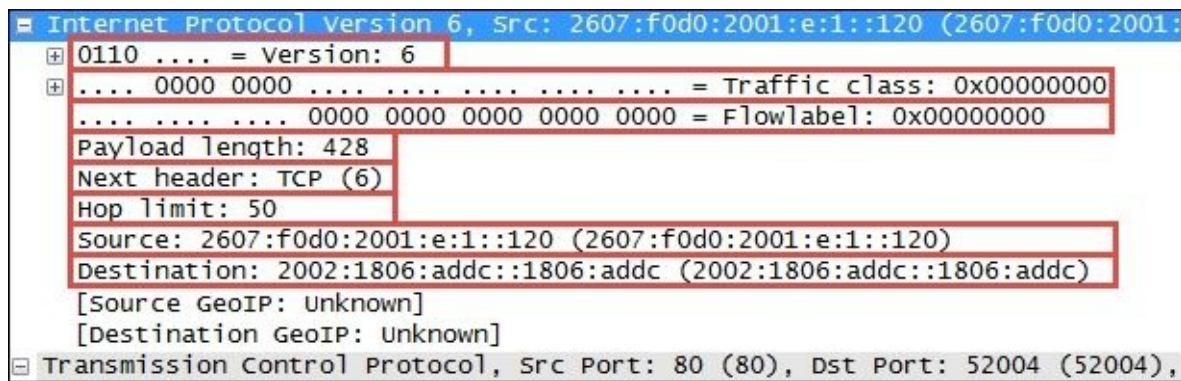 Internet Protocol Version 6, Src: 2607:f0d0:2001:e:1::120 (2607:f0d0:2001:
0110 .... = Version: 6
.... 0000 0000 .... .... .... .... .... = Traffic class: 0x00000000
.... .... .... 0000 0000 0000 0000 0000 = Flowlabel: 0x00000000
Payload length: 428
Next header: TCP (6)
Hop limit: 50
Source: 2607:f0d0:2001:e:1::120 (2607:f0d0:2001:e:1::120)
Destination: 2002:1806:addc::1806:addc (2002:1806:addc::1806:addc)
[Source GeoIP: Unknown]
[Destination GeoIP: Unknown]
Transmission Control Protocol, Src Port: 80 (80), Dst Port: 52004 (52004),